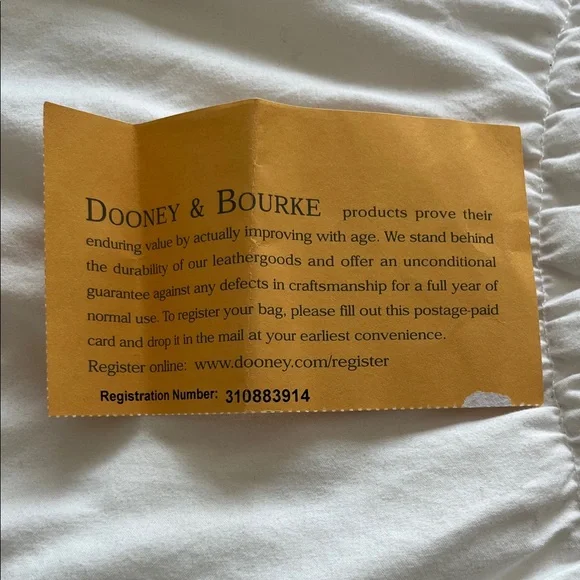 DOONEY & BOURKE products prove their
enduring value by actually improving with age. We stand behind
the durability of our leathergoods and offer an unconditional
guarantee against any defects in craftsmanship for a full year of
normal use. To register your bag, please fill out this postage-paid
card and drop it in the mail at your earliest convenience.
Register online: www.dooney.com/register
Registration Number: 310883914